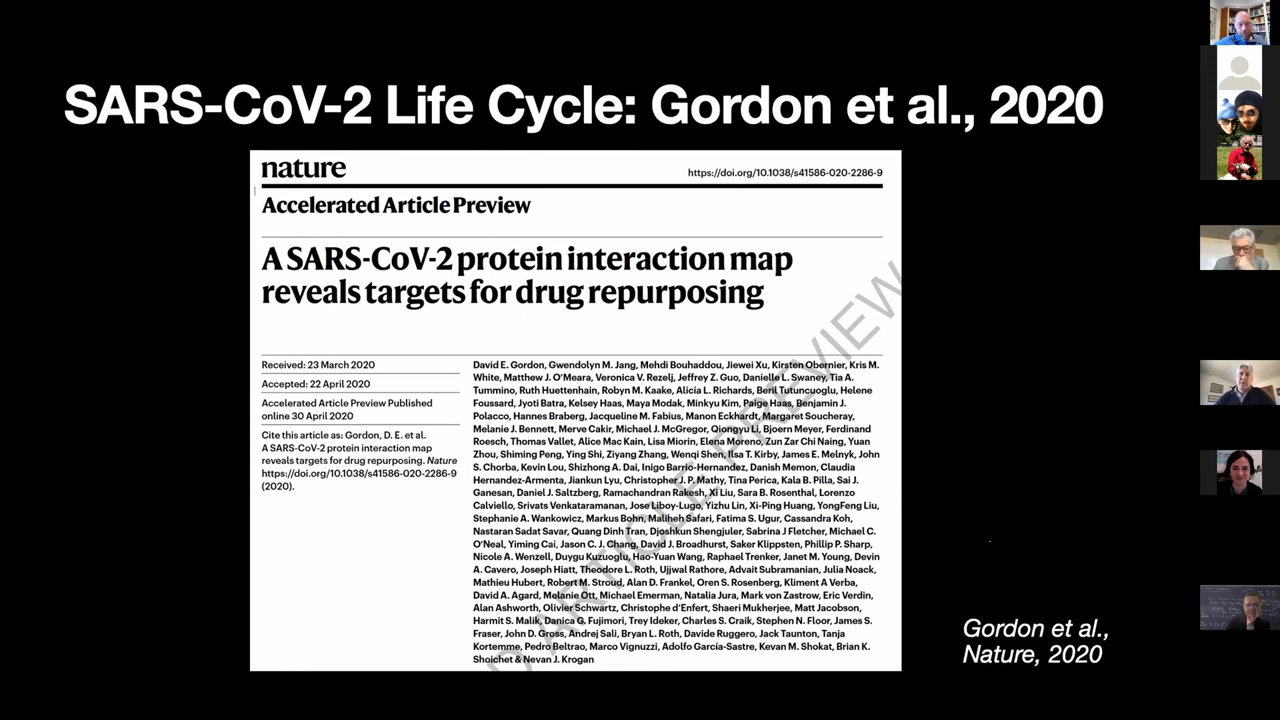 SARS-CoV-2 Life Cycle: Gordon et al., 2020
nature
https://doi.org/10.1038/s41586-020-2286-9
Accelerated Article Preview
A SARS-CoV-2 protein interaction map
reveals targets for drug repurposing
Received: 23 March 2020
Accepted: 22 April 2020
Accelerated Article Preview Published
online 30 April 2020
Cite this article as: Gordon, D. E. et al.
A SARS-CoV-2 protein interaction map
reveals targets for drug repurposing. Nature
https://doi.org/10.1038/s41586-020-2286-9
(2020).
David E. Gordon, Gwendolyn M. Jang, Mehdi Bouhaddou, Jiewei Xu, Kirsten Obernier, Kris M.
White, Matthew J. O’Meara, Veronica V. Rezelj, Jeffrey Z. Guo, Danielle L. Swaney, Tia A.
Tummino, Ruth Huettenhain, Robyn M. Kaake, Alicia L. Richards, Beril Tutuncuoglu, Helene
Foussard, Jyoti Batra, Kelsey Haas, Maya Modak, Minkyu Kim, Paige Haas, Benjamin J.
Polacco, Hannes Braberg, Jacqueline M. Fabius, Manon Eckhardt, Margaret Soucheray,
Melanie J. Bennett, Merve Cakir, Michael J. McGregor, Qiongyu Li, Bjoern Meyer, Ferdinand
Roesch, Thomas Vallet, Alice Mac Kain, Lisa Miorin, Elena Moreno, Zun Zar Chi Naing, Yuan
Zhou, Shiming Peng, Ying Shi, Ziyang Zhang, Wenqi Shen, Ilsa T. Kirby, James E. Melnyk, John
S. Chorba, Kevin Lou, Shizhong A. Dai, Inigo Barrio-Hernandez, Danish Memon, Claudia
Hernandez-Armenta, Jiankun Lyu, Christopher J. P. Mathy, Tina Perica, Kala B. Pilla, Sai J.
Ganesan, Daniel J. Saltzberg, Ramachandran Rakesh, Xi Liu, Sara B. Rosenthal, Lorenzo
Calviello, Srivats Venkataramanan, Jose Liboy-Lugo, Yizhu Lin, Xi-Ping Huang, YongFeng Liu,
Stephanie A. Wankowicz, Markus Bohn, Maliheh Safari, Fatima S. Ugur, Cassandra Koh,
Nastaran Sadat Savar, Quang Dinh Tran, Djoshkun Shengjuler, Sabrina J Fletcher, Michael C.
O’Neal, Yiming Cai, Jason C. J. Chang, David J. Broadhurst, Saker Klippsten, Phillip P. Sharp,
Nicole A. Wenzell, Duygu Kuzuoglu, Hao-Yuan Wang, Raphael Trenker, Janet M. Young, Devin
A. Cavero, Joseph Hiatt, Theodore L. Roth, Ujjwal Rathore, Advait Subramanian, Julia Noack,
Mathieu Hubert, Robert M. Stroud, Alan D. Frankel, Oren S. Rosenberg, Kliment A Verba,
David A. Agard, Melanie Ott, Michael Emerman, Natalia Jura, Mark von Zastrow, Eric Verdin,
Alan Ashworth, Olivier Schwartz, Christophe d’Enfert, Shaeri Mukherjee, Matt Jacobson,
Harmit S. Malik, Danica G. Fujimori, Trey Ideker, Charles S. Craik, Stephen N. Floor, James S.
Fraser, John D. Gross, Andrej Sali, Bryan L. Roth, Davide Ruggero, Jack Taunton, Tanja
Kortemme, Pedro Beltrao, Marco Vignuzzi, Adolfo García-Sastre, Kevan M. Shokat, Brian K.
Shoichet & Nevan J. Krogan
D ARTICLE PREVIEW
Gordon et al.,
Nature, 2020